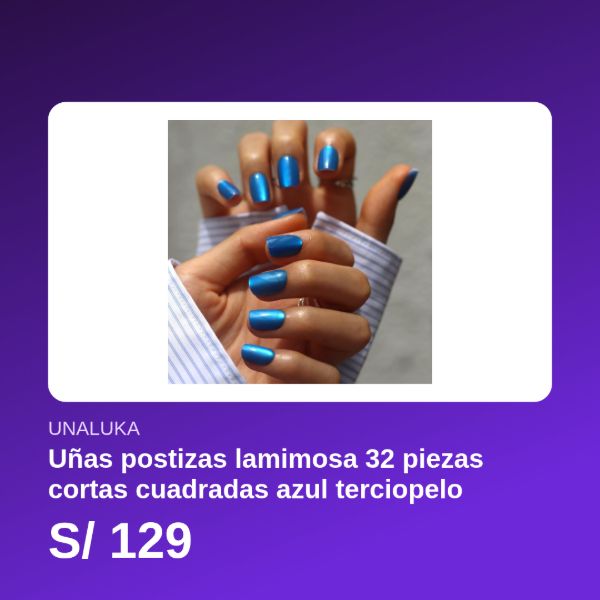 UNALUKA
Uñas postizas lamimosa 32 piezas
cortas cuadradas azul terciopelo
S/ 129